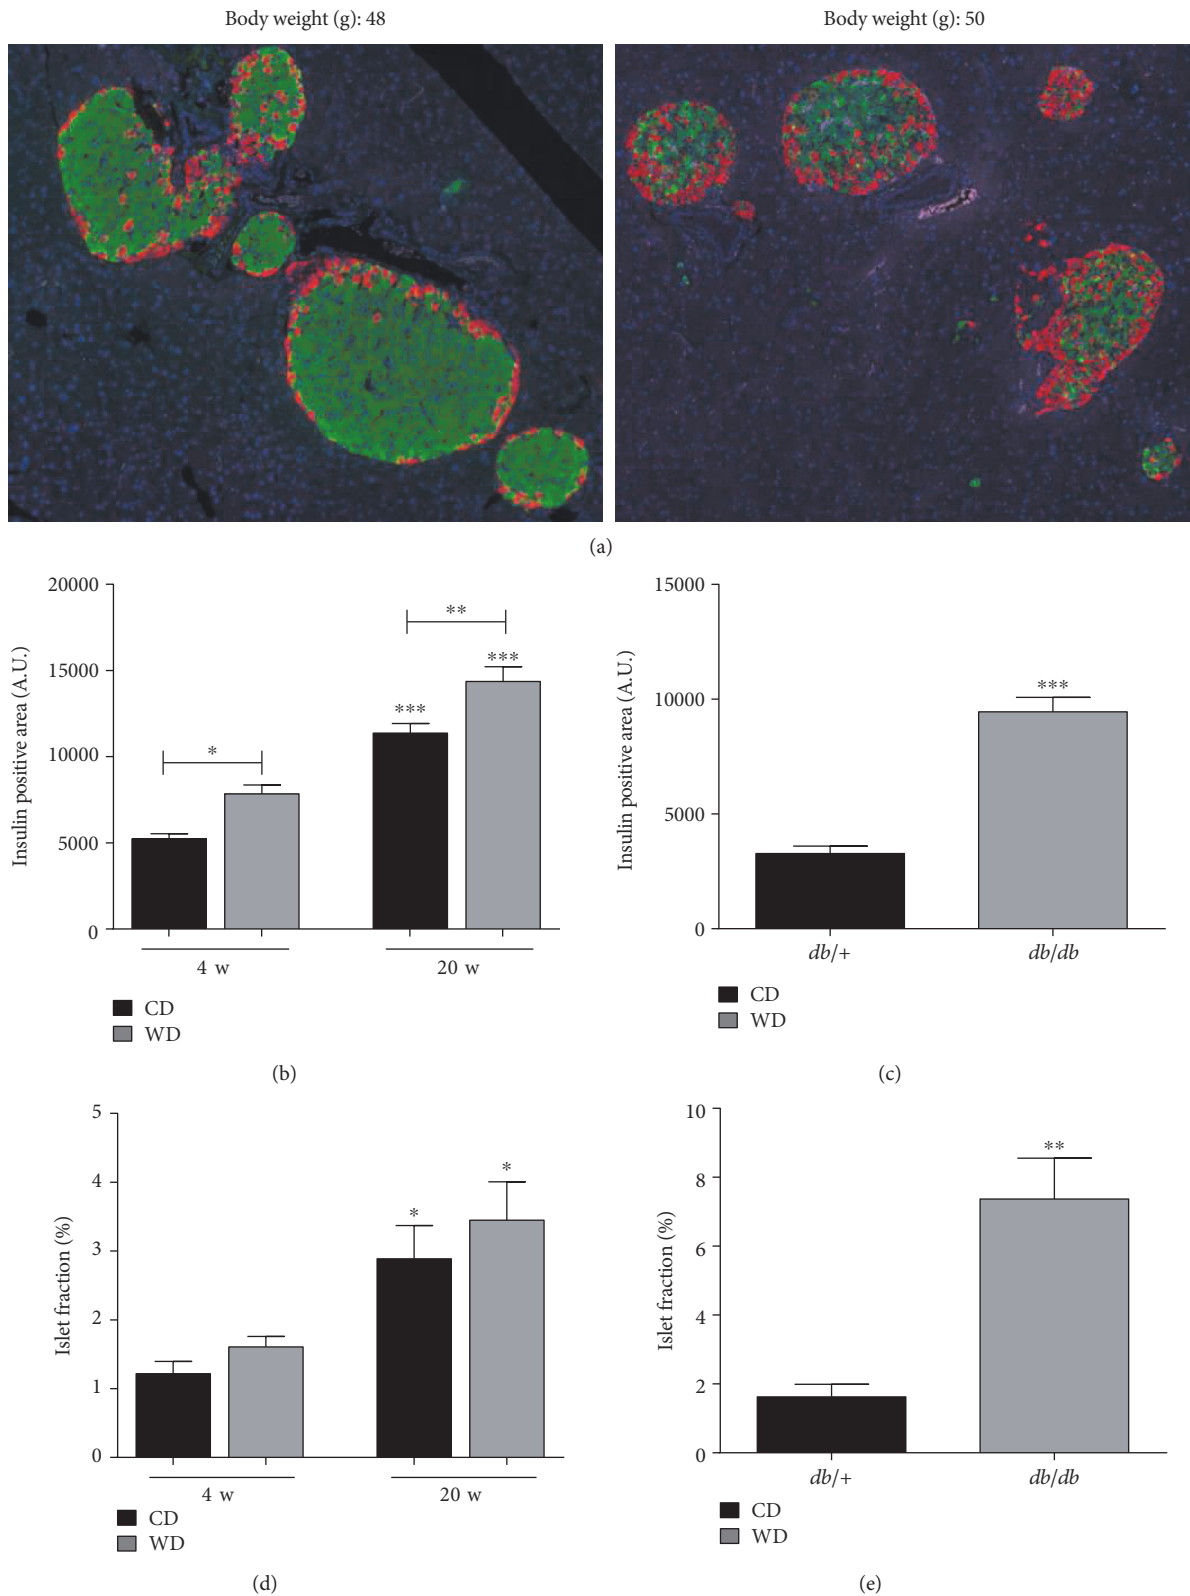 Body weight (g): 48
Body weight (g): 50
(a)
Insulin positive area (A.U.)
20000
15000
10000
5000
0
*
***
**
***
4 w
20 w
CD
WD
(b)
Insulin positive area (A.U.)
15000
10000
5000
0
***
db/+
db/db
CD
WD
(c)
Islet fraction (%)
5
4
3
2
1
0
*
*
4 w
20 w
CD
WD
(d)
Islet fraction (%)
10
8
6
4
2
0
**
db/+
db/db
CD
WD
(e)